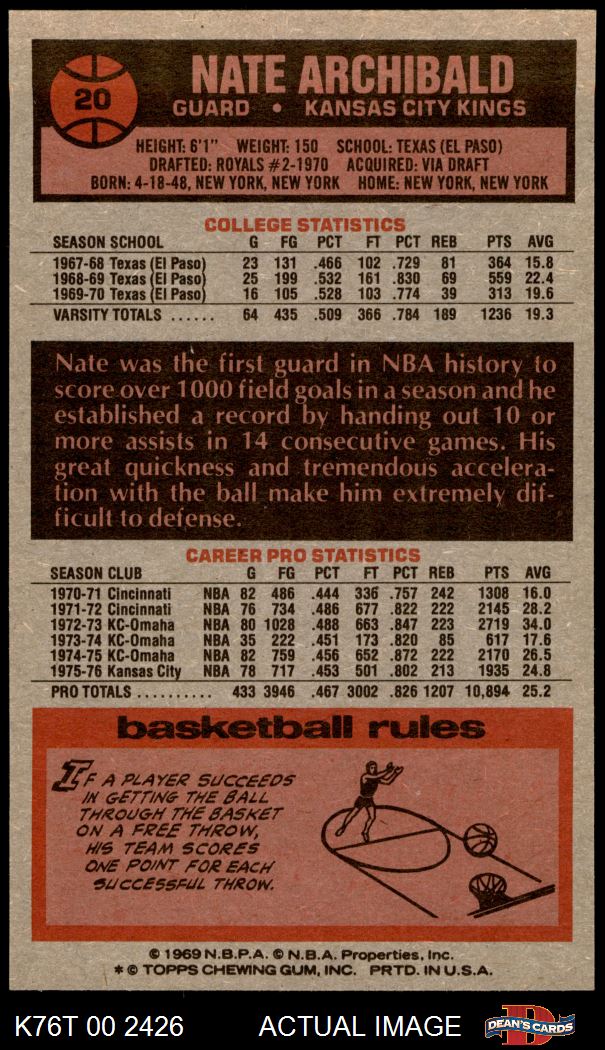 20
NATE ARCHIBALD
GUARD • KANSAS CITY KINGS
HEIGHT: 6'1" WEIGHT: 150 SCHOOL: TEXAS (EL PASO)
DRAFTED: ROYALS #2-1970 ACQUIRED: VIA DRAFT
BORN: 4-18-48, NEW YORK, NEW YORK HOME: NEW YORK, NEW YORK
COLLEGE STATISTICS
SEASON SCHOOL G FG PCT FT PCT REB PTS AVG
1967-68 Texas (El Paso) 23 131 .466 102 .729 81 364 15.8
1968-69 Texas (El Paso) 25 199 .532 161 .830 69 559 22.4
1969-70 Texas (El Paso) 16 105 .528 103 .774 39 313 19.6
VARSITY TOTALS ...... 64 435 .509 366 .784 189 1236 19.3
Nate was the first guard in NBA history to
score over 1000 field goals in a season and he
established a record by handing out 10 or
more assists in 14 consecutive games. His
great quickness and tremendous accelera-
tion with the ball make him extremely dif-
ficult to defense.
CAREER PRO STATISTICS
SEASON CLUB G FG PCT FT PCT REB PTS AVG
1970-71 Cincinnati NBA 82 486 .444 336 .757 242 1308 16.0
1971-72 Cincinnati NBA 76 734 .486 677 .822 222 2145 28.2
1972-73 KC-Omaha NBA 80 1028 .488 663 .847 223 2719 34.0
1973-74 KC-Omaha NBA 35 222 .451 173 .820 85 617 17.6
1974-75 KC-Omaha NBA 82 759 .456 652 .872 222 2170 26.5
1975-76 Kansas City NBA 78 717 .453 501 .802 213 1935 24.8
PRO TOTALS .......... 433 3946 .467 3002 .826 1207 10,894 25.2
basketball rules
IF A PLAYER SUCCEEDS
IN GETTING THE BALL
THROUGH THE BASKET
ON A FREE THROW,
HIS TEAM SCORES
ONE POINT FOR EACH
SUCCESSFUL THROW.
© 1969 N.B.P.A. © N.B.A. Properties, Inc.
* © TOPPS CHEWING GUM, INC. PRTD. IN U.S.A.
K76T 00 2426 ACTUAL IMAGE
D
DEAN'S CARDS